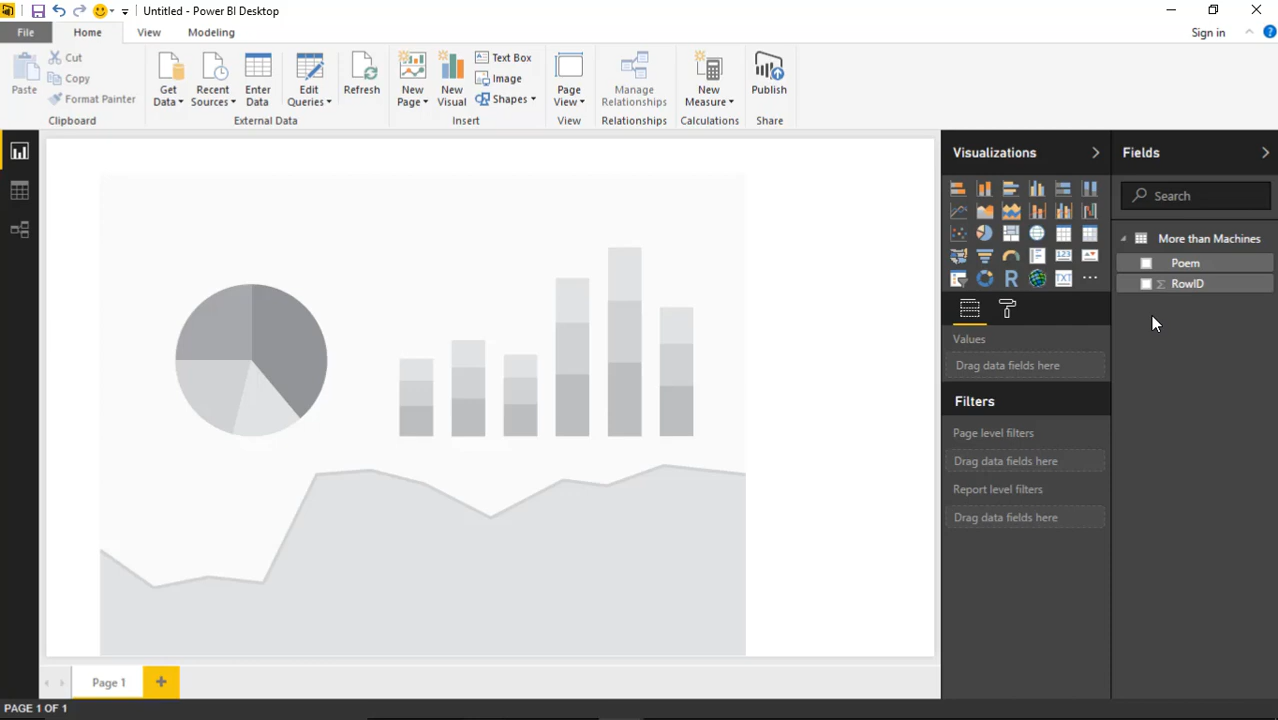 Untitled - Power BI Desktop
File Home View Modeling Sign in
Paste
Cut
Copy
Format Painter
Clipboard
Get Data
Recent Sources
Enter Data
Edit Queries
Refresh
External Data
New Page
New Visual
Text Box
Image
Shapes
Insert
Page View
View
Manage Relationships
Relationships
New Measure
Calculations
Publish
Share
Visualizations
R
123
TXT
Values
Drag data fields here
Filters
Page level filters
Drag data fields here
Report level filters
Drag data fields here
Fields
Search
More than Machines
Poem
Σ RowID
Page 1
PAGE 1 OF 1